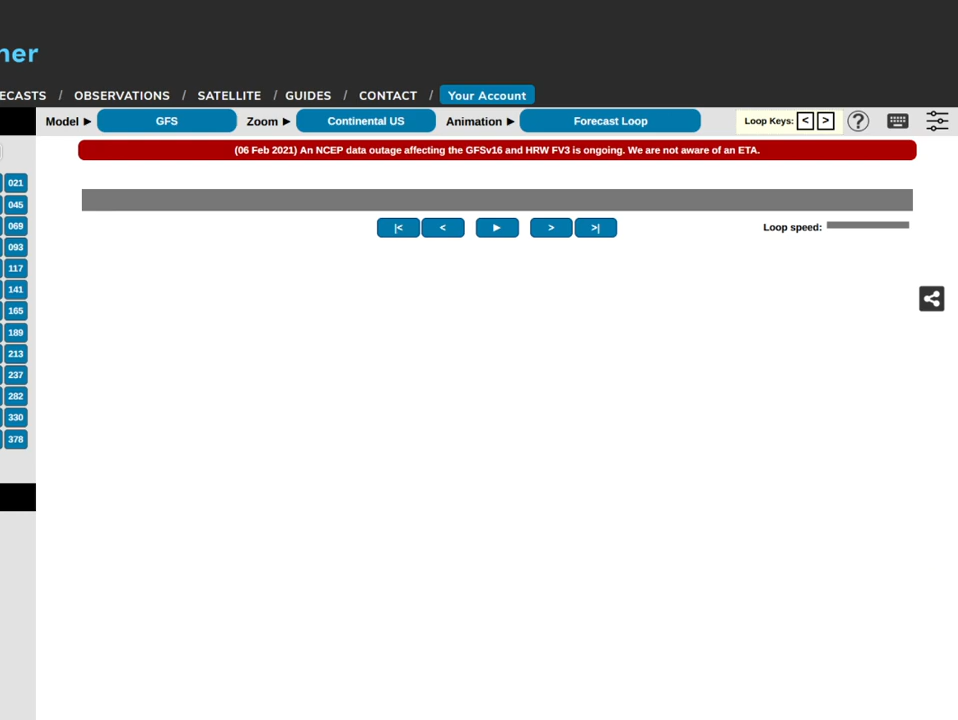 ner
ECASTS / OBSERVATIONS / SATELLITE / GUIDES / CONTACT / Your Account
Model ► GFS Zoom ► Continental US Animation ► Forecast Loop Loop Keys: < > ?
(06 Feb 2021) An NCEP data outage affecting the GFSv16 and HRW FV3 is ongoing. We are not aware of an ETA.
021
045
069
093
117
141
165
189
213
237
282
330
378
|< < ► > >| Loop speed: